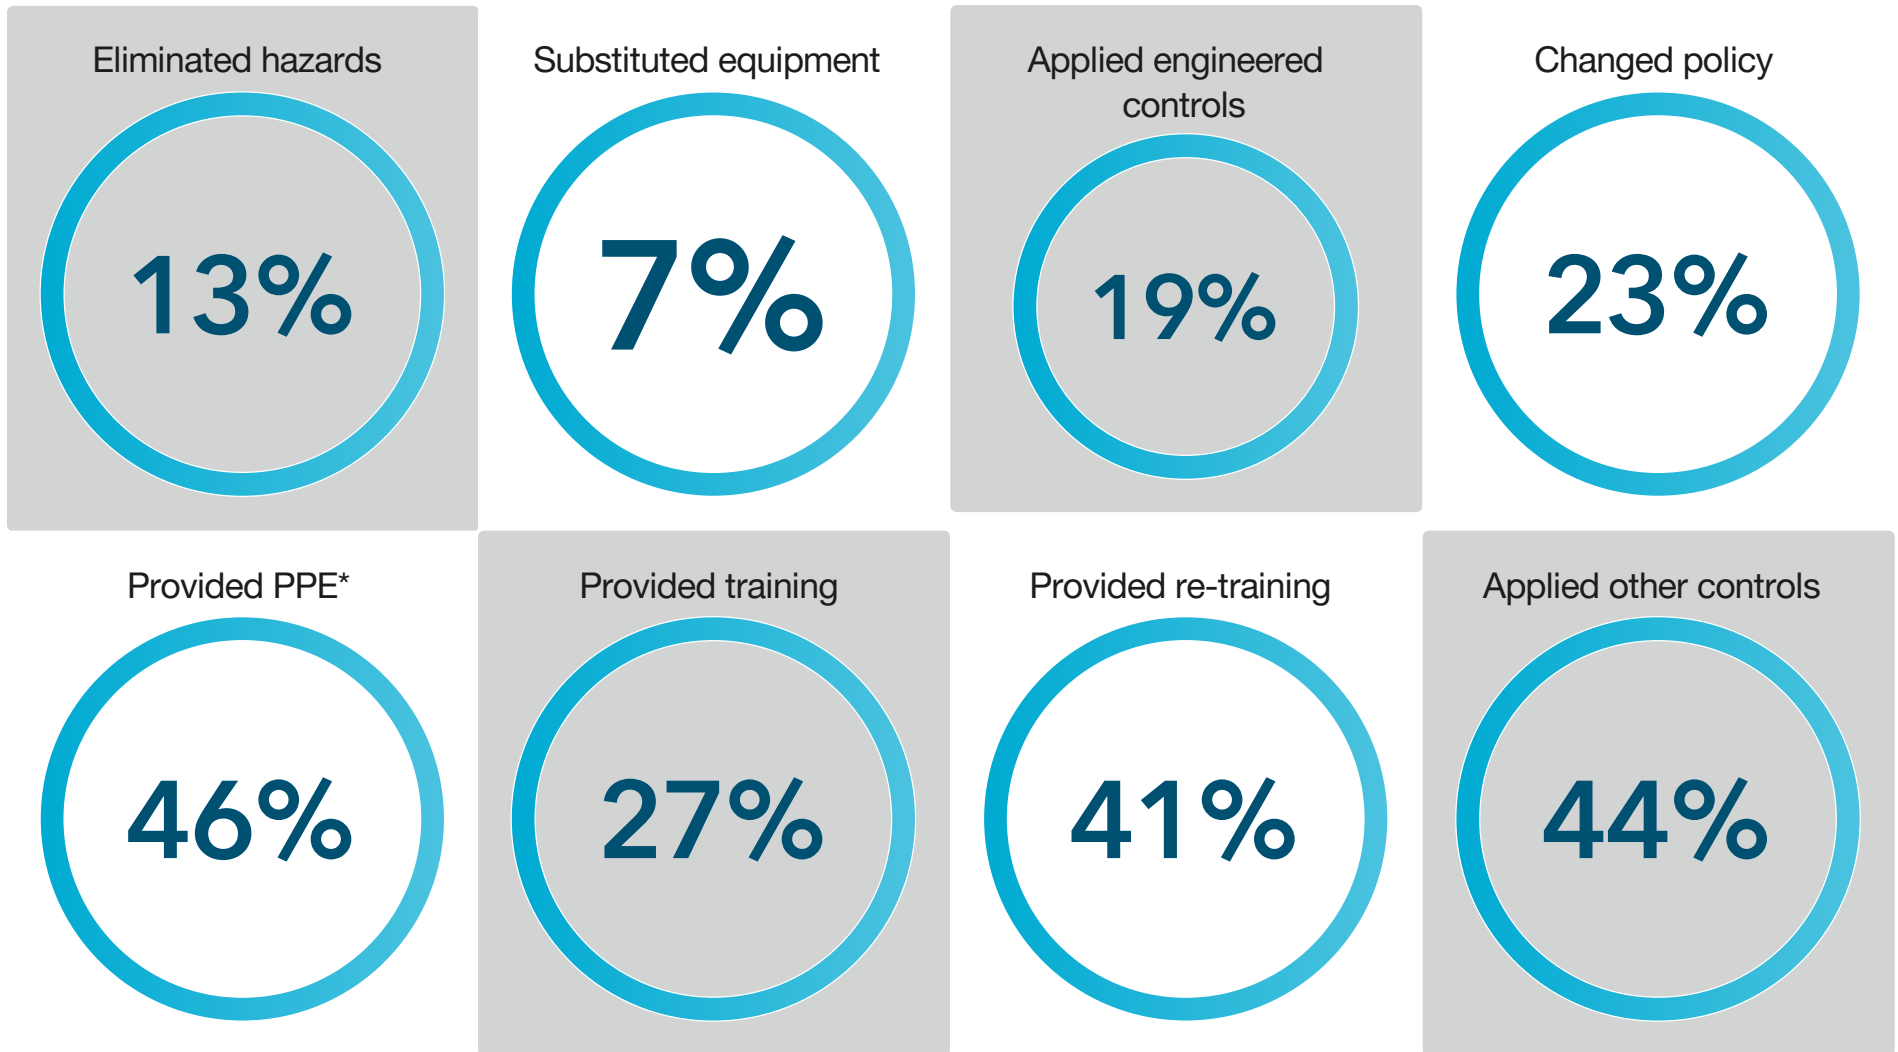 Eliminated hazards
13%
Substituted equipment
7%
Applied engineered
controls
19%
Changed policy
23%
Provided PPE*
46%
Provided training
27%
Provided re-training
41%
Applied other controls
44%